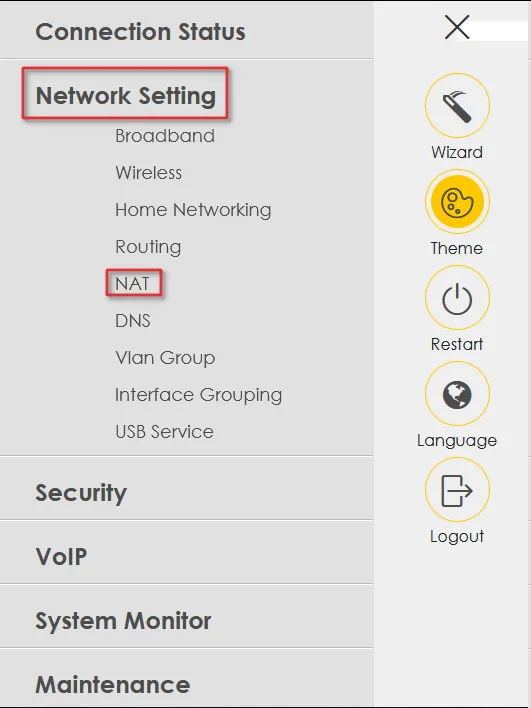 Connection Status
Network Setting
Broadband
Wireless
Home Networking
Routing
NAT
DNS
Vlan Group
Interface Grouping
USB Service
Security
VoIP
System Monitor
Maintenance
Wizard
Theme
Restart
Language
Logout